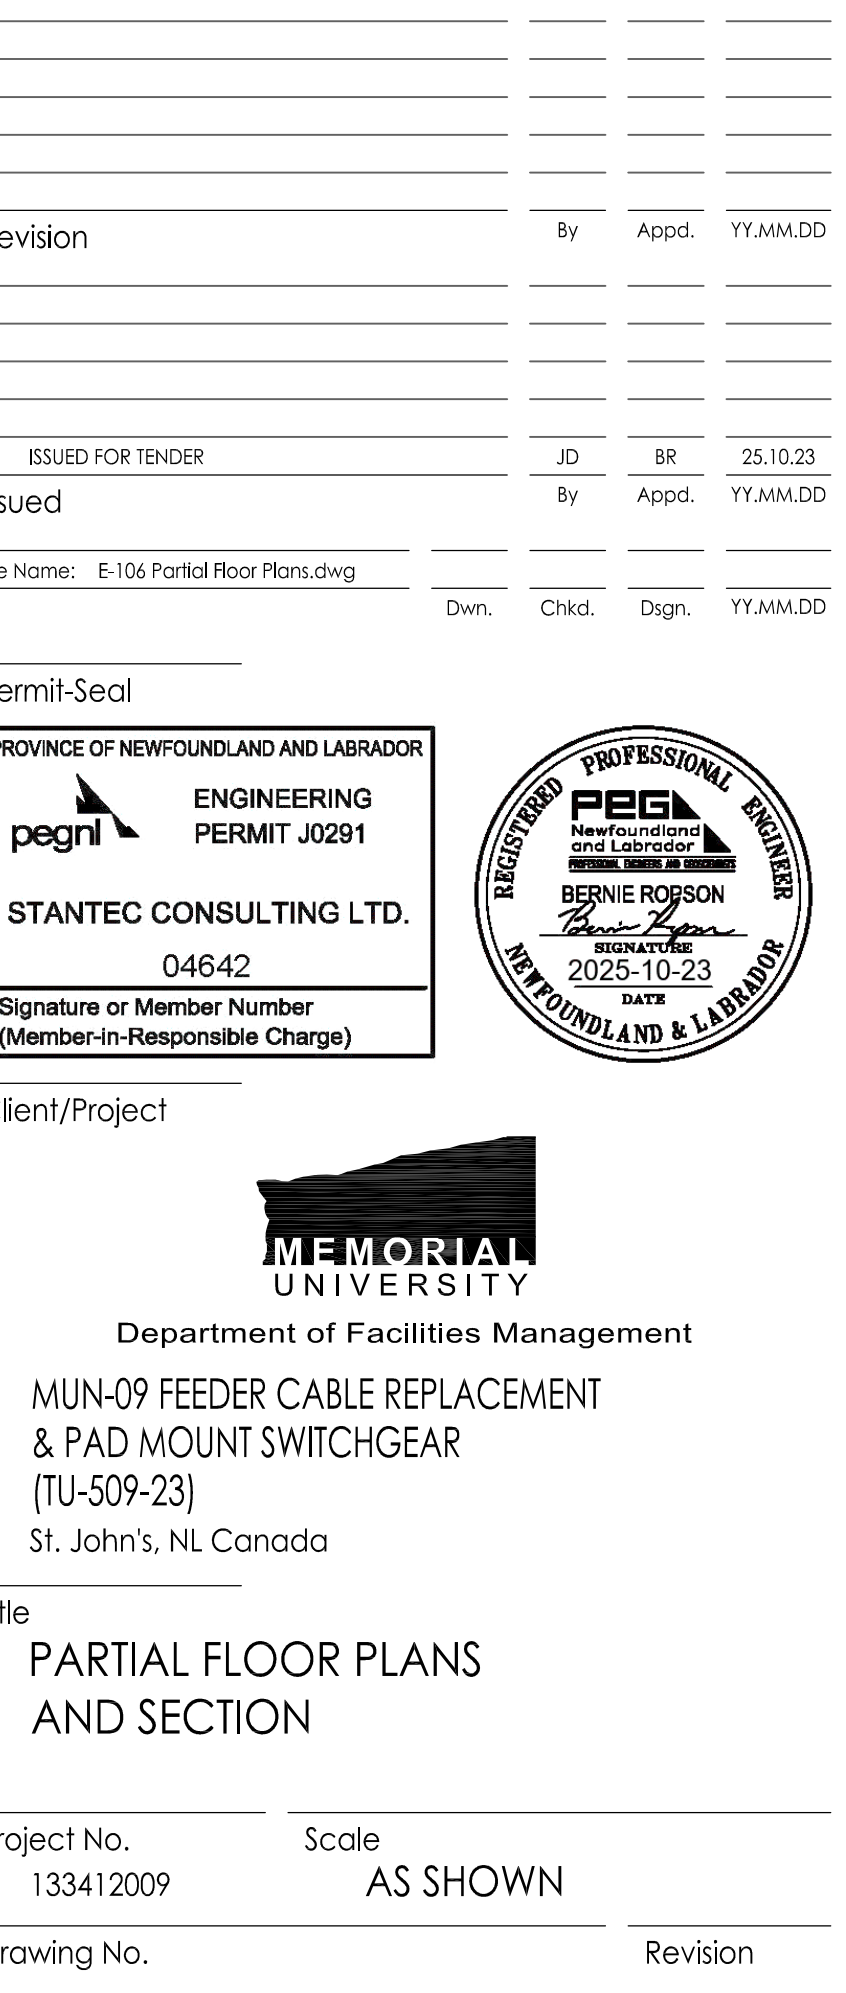 evision By Appd. YY.MM.DD
ISSUED FOR TENDER JD BR 25.10.23
sued By Appd. YY.MM.DD
e Name: E-106 Partial Floor Plans.dwg
Dwn. Chkd. Dsgn. YY.MM.DD
ermit-Seal
PROVINCE OF NEWFOUNDLAND AND LABRADOR
pegnl
ENGINEERING
PERMIT J0291
STANTEC CONSULTING LTD.
04642
Signature or Member Number
(Member-in-Responsible Charge)
REGISTERED PROFESSIONAL ENGINEER
PEG
Newfoundland
and Labrador
PROFESSIONAL ENGINEERS AND GEOSCIENTISTS
BERNIE ROPSON
SIGNATURE
2025-10-23
DATE
NEWFOUNDLAND & LABRADOR
lient/Project
MEMORIAL
UNIVERSITY
Department of Facilities Management
MUN-09 FEEDER CABLE REPLACEMENT
& PAD MOUNT SWITCHGEAR
(TU-509-23)
St. John's, NL Canada
itle
PARTIAL FLOOR PLANS
AND SECTION
roject No. Scale
133412009 AS SHOWN
rawing No. Revision